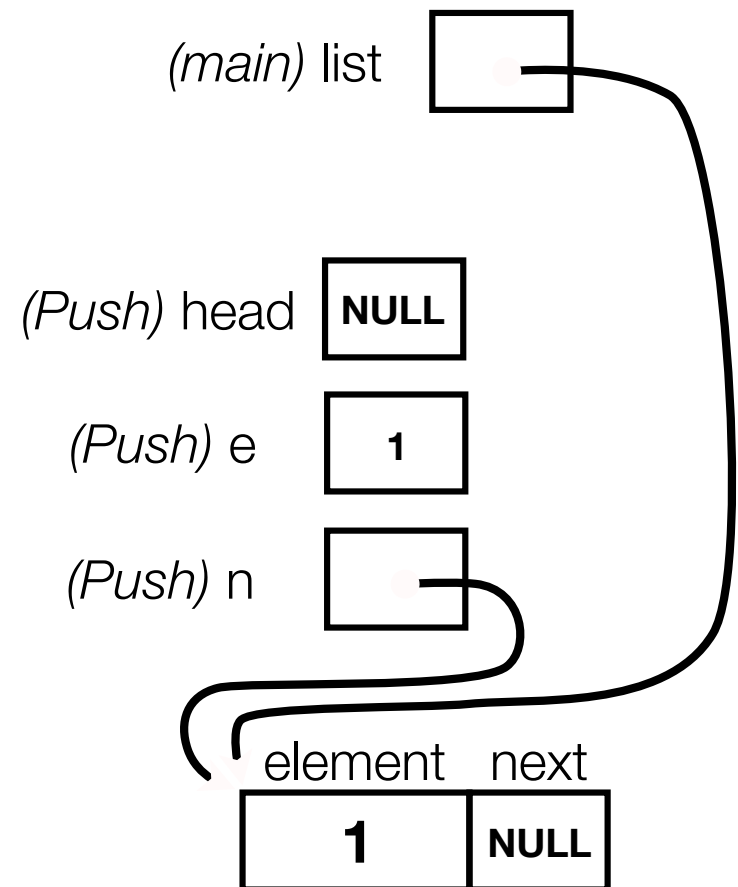 (main) list
(Push) head NULL
(Push) e 1
(Push) n
element next
1 NULL